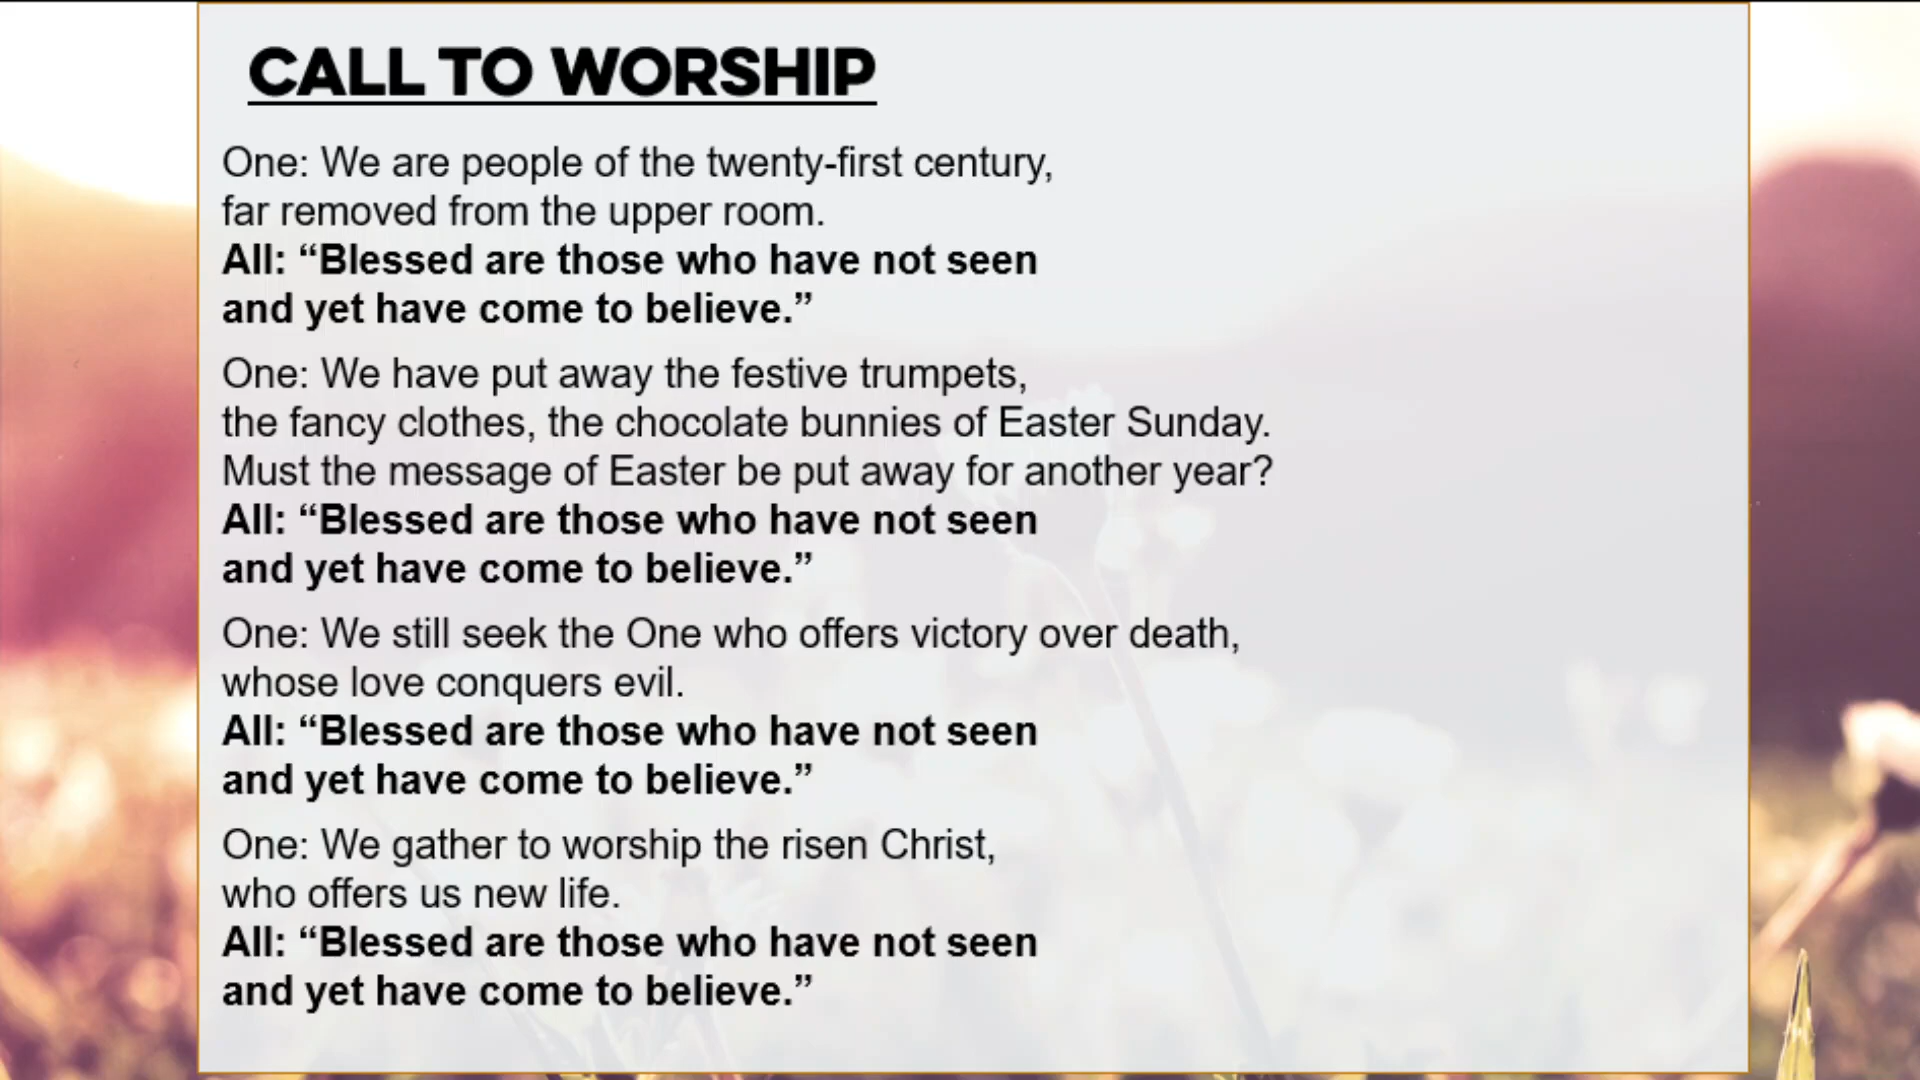 CALL TO WORSHIP
One: We are people of the twenty-first century,
far removed from the upper room.
All: “Blessed are those who have not seen
and yet have come to believe.”
One: We have put away the festive trumpets,
the fancy clothes, the chocolate bunnies of Easter Sunday.
Must the message of Easter be put away for another year?
All: “Blessed are those who have not seen
and yet have come to believe.”
One: We still seek the One who offers victory over death,
whose love conquers evil.
All: “Blessed are those who have not seen
and yet have come to believe.”
One: We gather to worship the risen Christ,
who offers us new life.
All: “Blessed are those who have not seen
and yet have come to believe.”